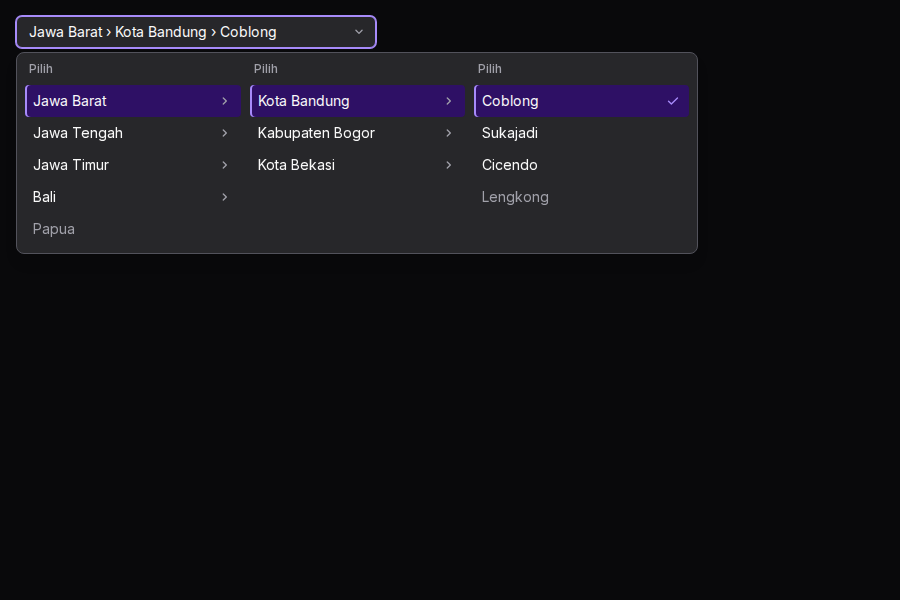 Jawa Barat › Kota Bandung › Coblong
Pilih
Jawa Barat
Jawa Tengah
Jawa Timur
Bali
Papua
Pilih
Kota Bandung
Kabupaten Bogor
Kota Bekasi
Pilih
Coblong
Sukajadi
Cicendo
Lengkong